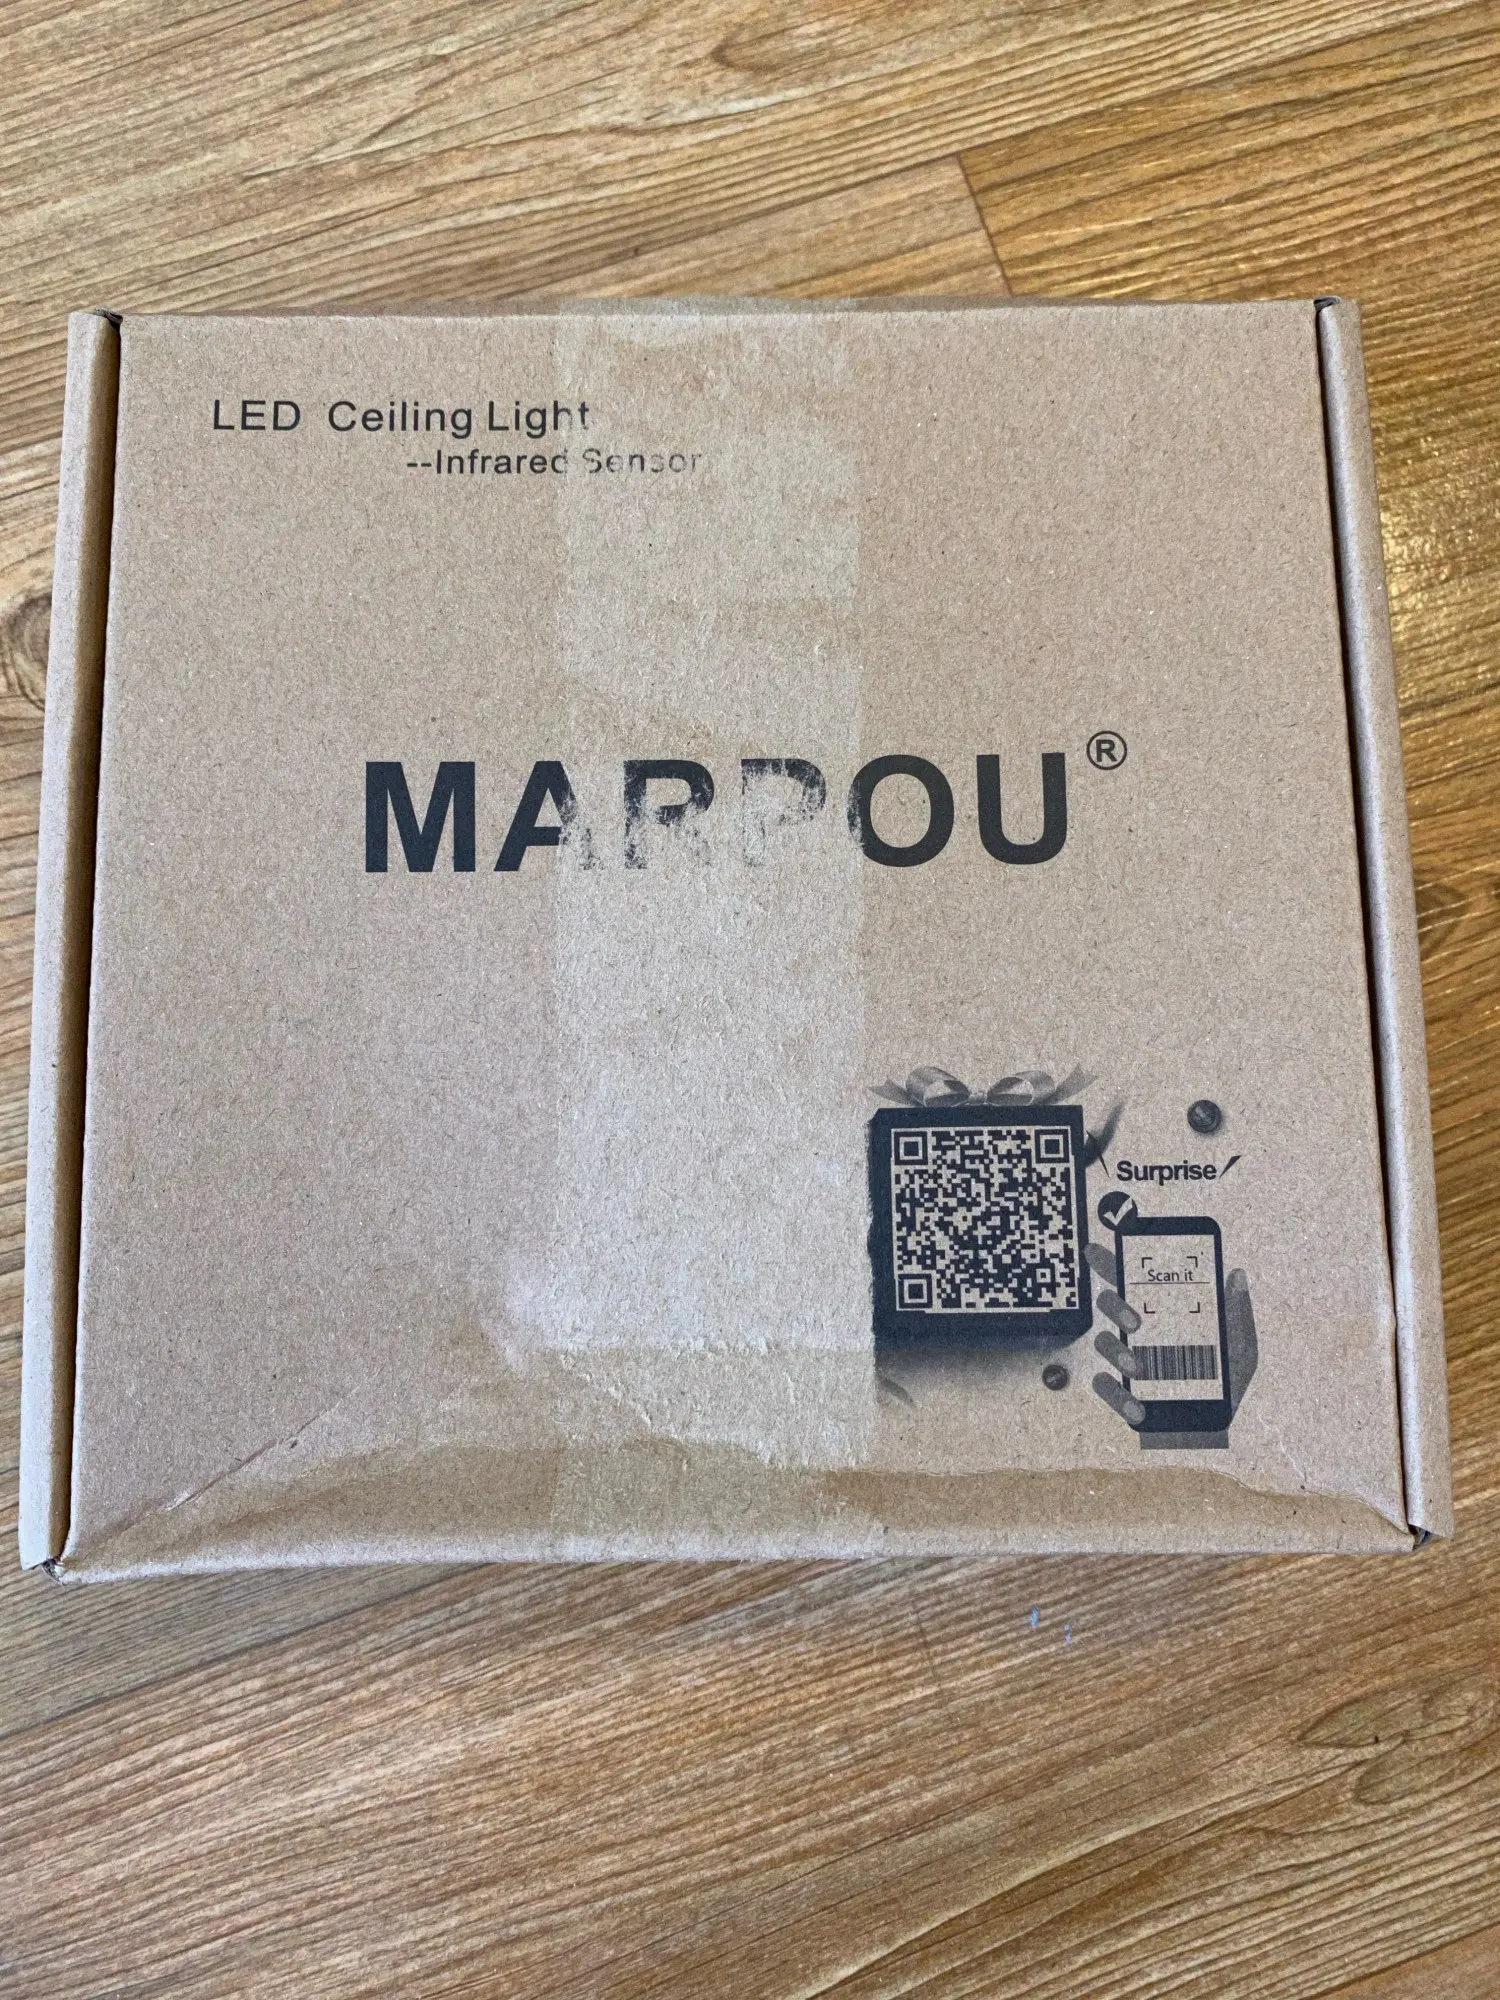 LED Ceiling Light
--Infrared Sensor
MARPOU®
Surprise
Scan it